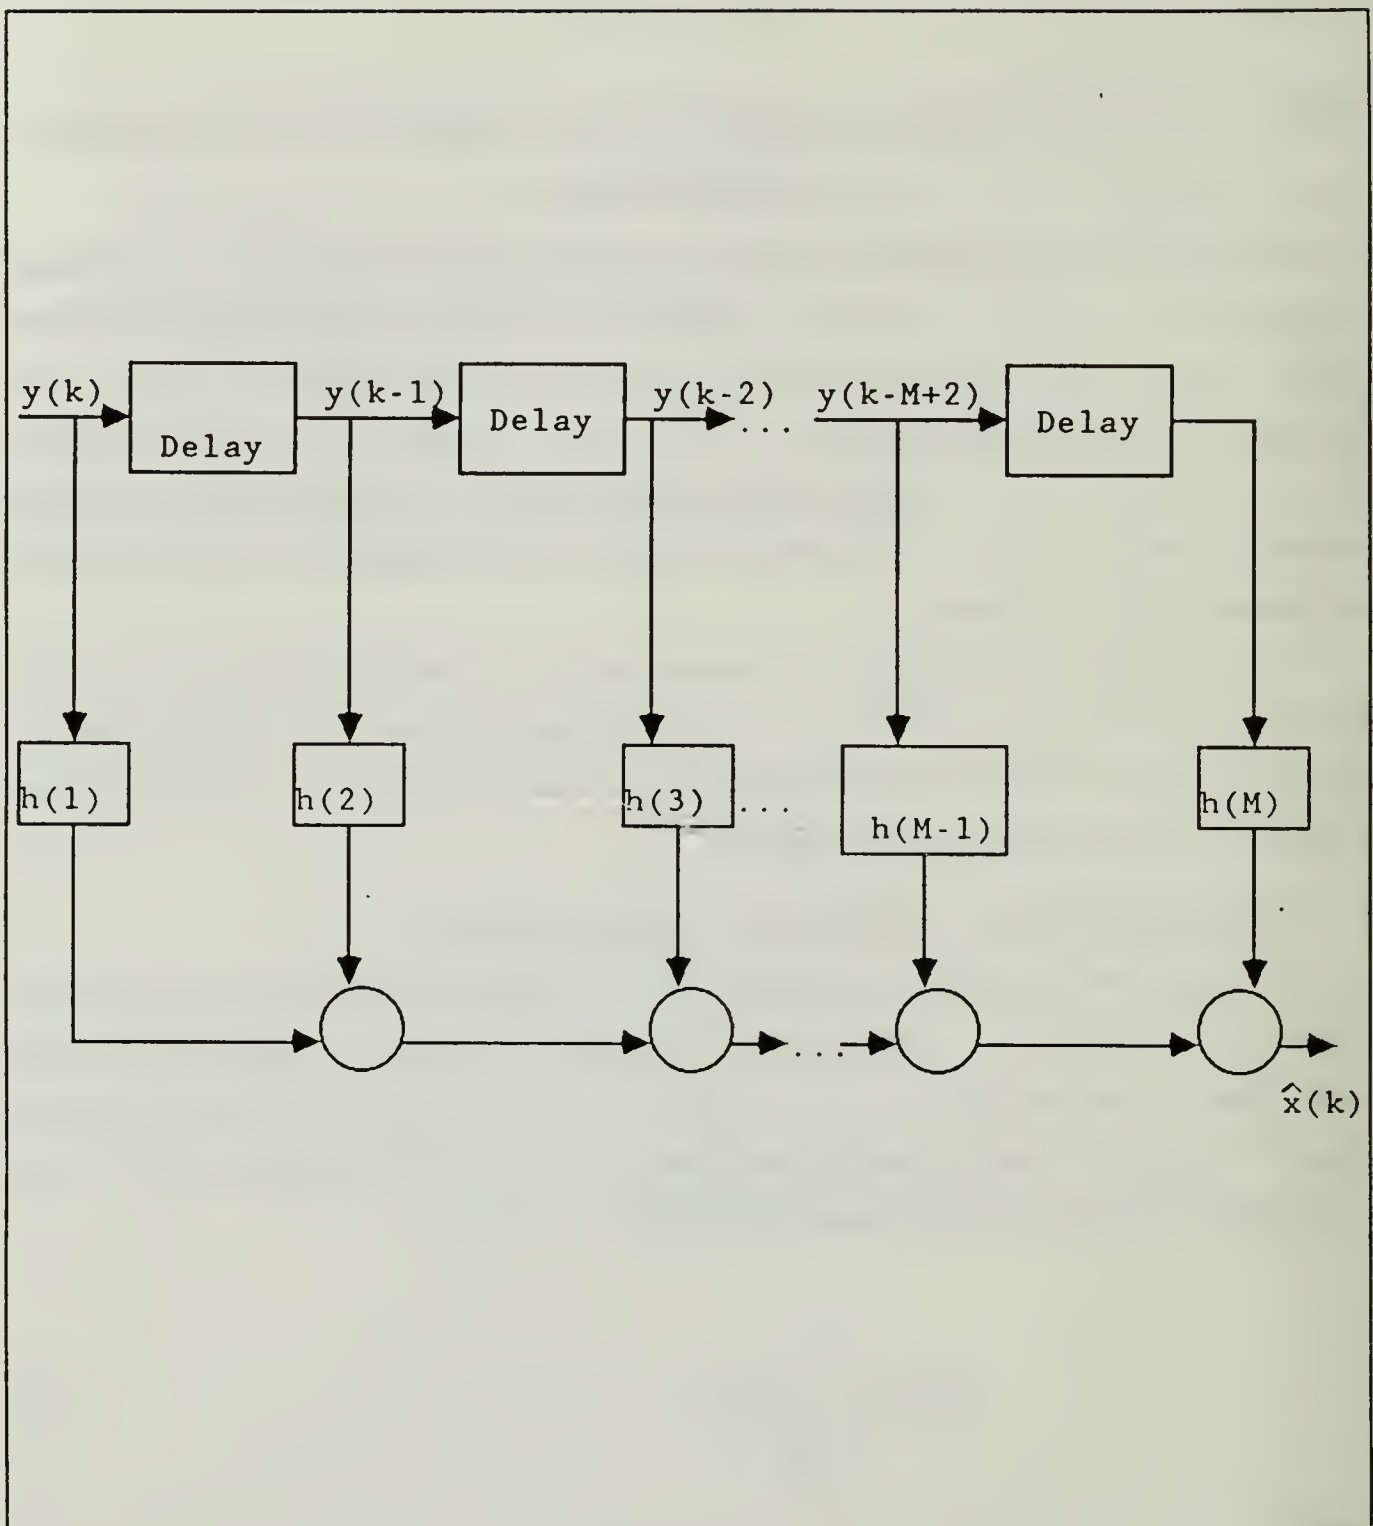 y(k) y(k-1) y(k-2) y(k-M+2)
Delay Delay ... Delay
h(1) h(2) h(3) ... h(M-1) h(M)
...
x̂(k)